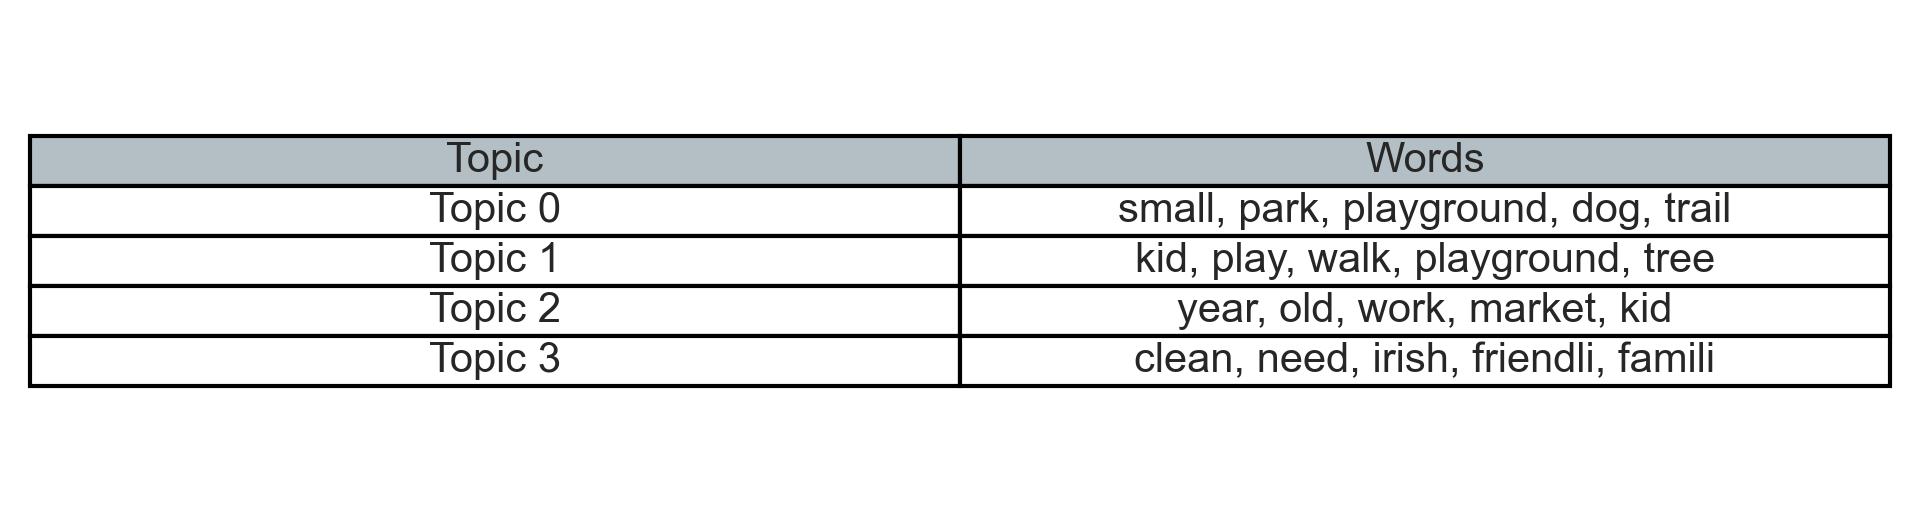 Topic Words
Topic 0 small, park, playground, dog, trail
Topic 1 kid, play, walk, playground, tree
Topic 2 year, old, work, market, kid
Topic 3 clean, need, irish, friendli, famili